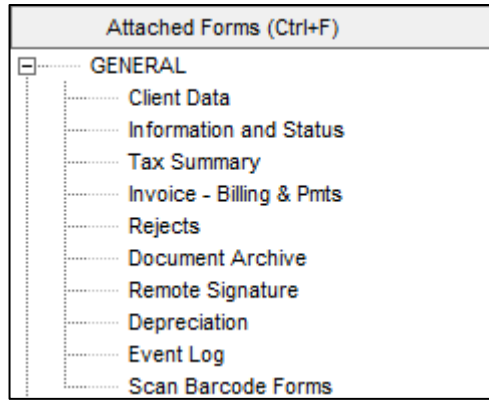 Attached Forms (Ctrl+F)
GENERAL
Client Data
Information and Status
Tax Summary
Invoice - Billing & Pmts
Rejects
Document Archive
Remote Signature
Depreciation
Event Log
Scan Barcode Forms